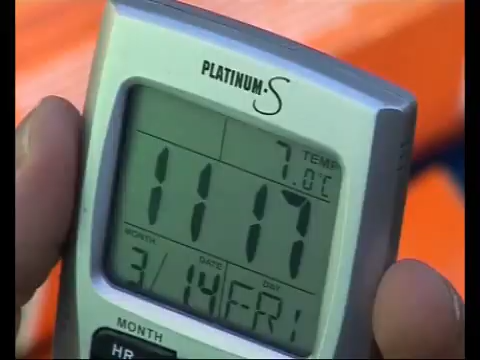 PLATINUM·S
TEMP
7.0°C
11 17
MONTH DATE DAY
3/ 14 FRI
MONTH
HR